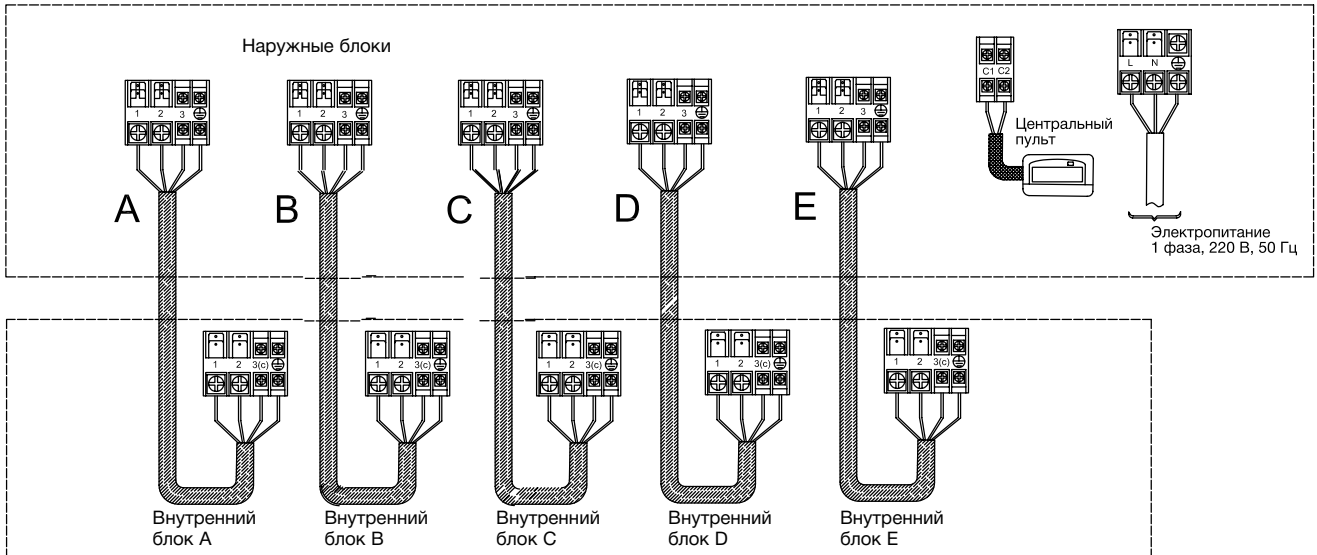 Наружные блоки
1 2 3
1 2 3
1 2 3
1 2 3
1 2 3
C1 C2
L N
Центральный
пульт
A
B
C
D
E
Электропитание
1 фаза, 220 В, 50 Гц
1 2 3(c)
1 2 3(c)
1 2 3(c)
1 2 3(c)
1 2 3(c)
Внутренний
блок A
Внутренний
блок B
Внутренний
блок C
Внутренний
блок D
Внутренний
блок E